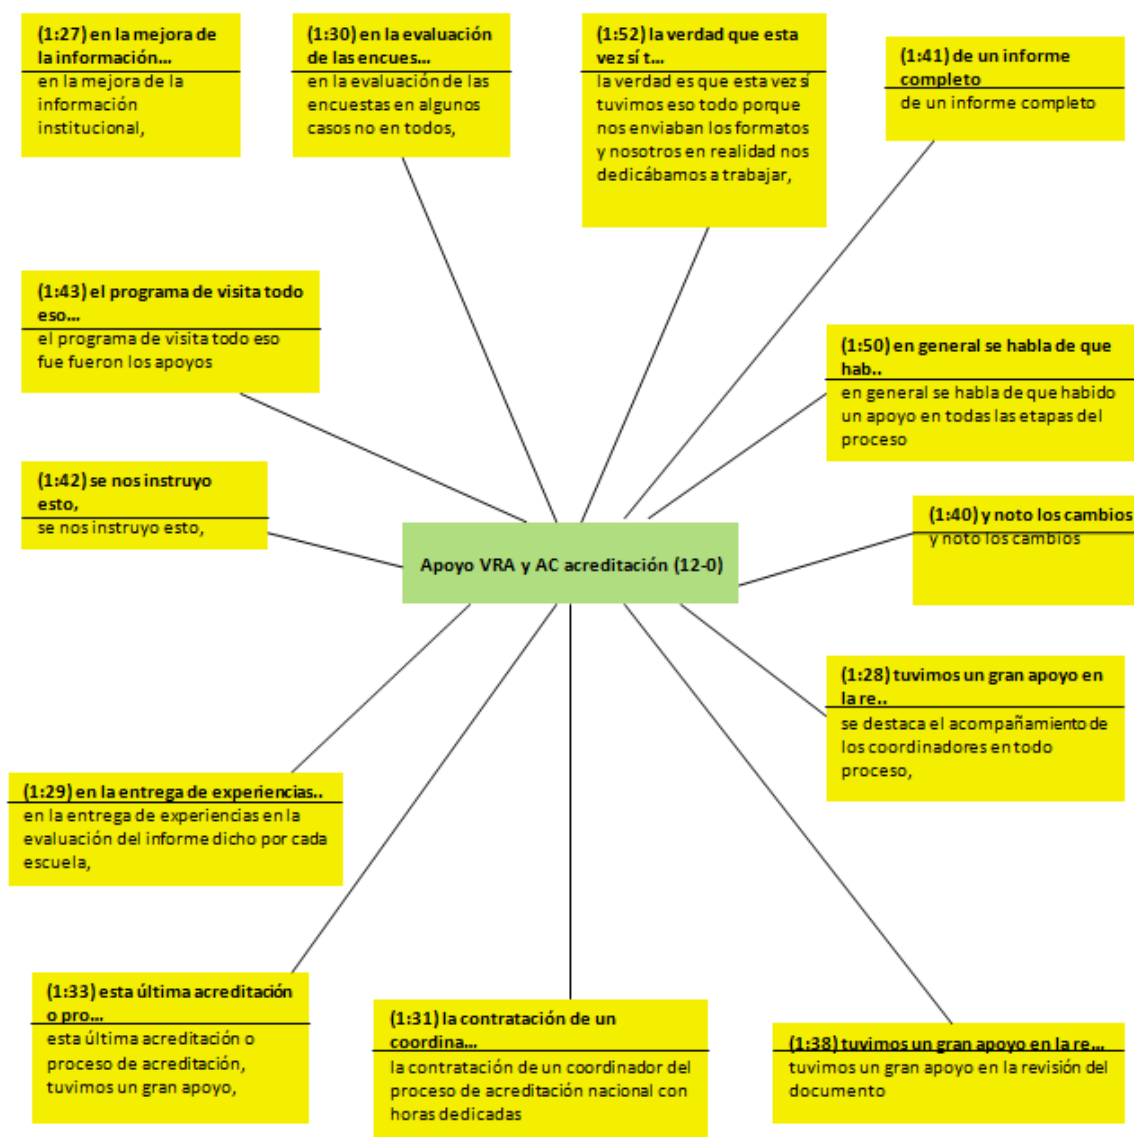 (1:27) en la mejora de
la información...
en la mejora de la
información
institucional,
(1:30) en la evaluación
de las encues...
en la evaluación de las
encuestas en algunos
casos no en todos,
(1:52) la verdad que esta
vez sí t...
la verdad es que esta vez sí
tuvimos eso todo porque
nos enviaban los formatos
y nosotros en realidad nos
dedicábamos a trabajar,
(1:41) de un informe
completo
de un informe completo
(1:43) el programa de visita todo
eso...
el programa de visita todo eso
fue fueron los apoyos
(1:50) en general se habla de que
hab..
en general se habla de que habido
un apoyo en todas las etapas del
proceso
(1:42) se nos instruyo
esto,
se nos instruyo esto,
(1:40) y noto los cambios
y noto los cambios
Apoyo VRA y AC acreditación (12-0)
(1:28) tuvimos un gran apoyo en
la re..
se destaca el acompañamiento de
los coordinadores en todo
proceso,
(1:29) en la entrega de experiencias..
en la entrega de experiencias en la
evaluación del informe dicho por cada
escuela,
(1:33) esta última acreditación
o pro...
esta última acreditación o
proceso de acreditación,
tuvimos un gran apoyo,
(1:31) la contratación de un
coordina...
la contratación de un coordinador del
proceso de acreditación nacional con
horas dedicadas
(1:38) tuvimos un gran apoyo en la re...
tuvimos un gran apoyo en la revisión del
documento